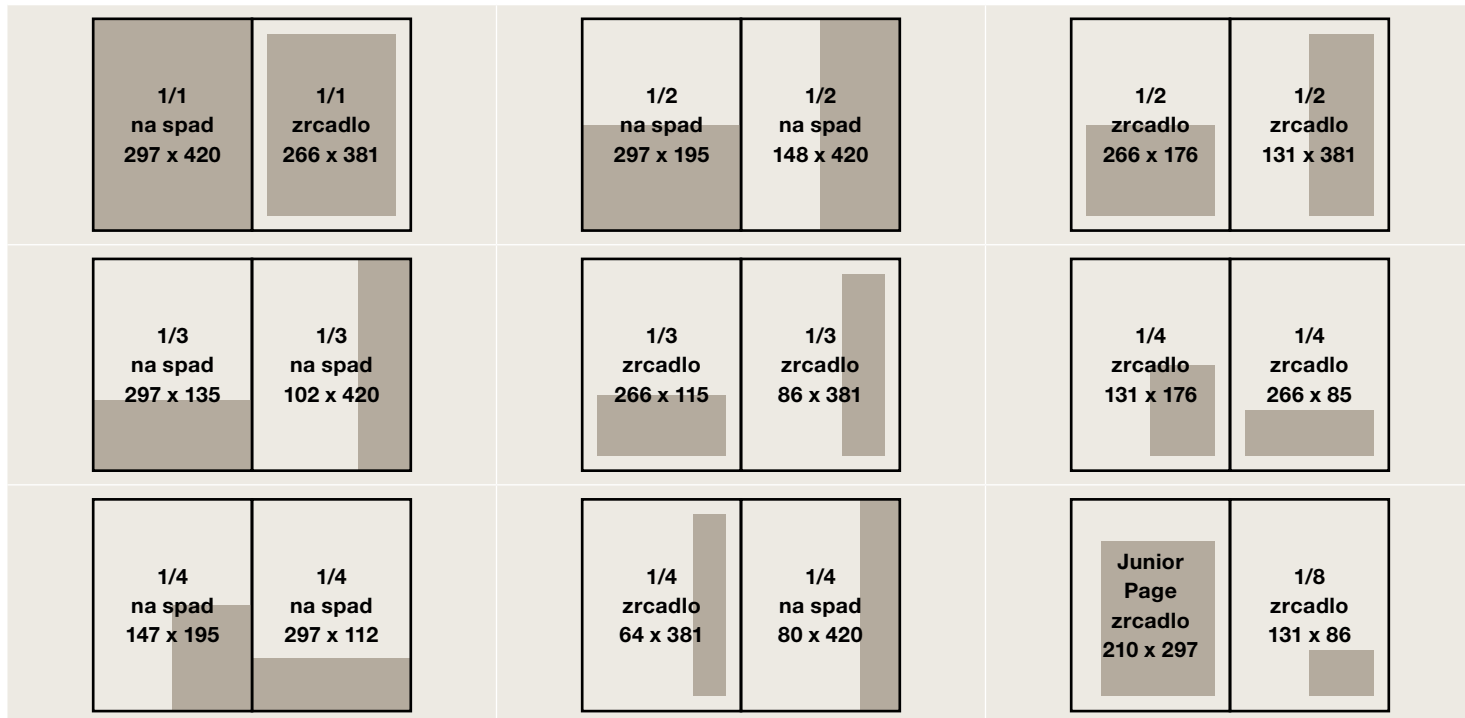 1/1
na spad
297 x 420
1/1
zrcadlo
266 x 381
1/2
na spad
297 x 195
1/2
na spad
148 x 420
1/2
zrcadlo
266 x 176
1/2
zrcadlo
131 x 381
1/3
na spad
297 x 135
1/3
na spad
102 x 420
1/3
zrcadlo
266 x 115
1/3
zrcadlo
86 x 381
1/4
zrcadlo
131 x 176
1/4
zrcadlo
266 x 85
1/4
na spad
147 x 195
1/4
na spad
297 x 112
1/4
zrcadlo
64 x 381
1/4
na spad
80 x 420
Junior
Page
zrcadlo
210 x 297
1/8
zrcadlo
131 x 86